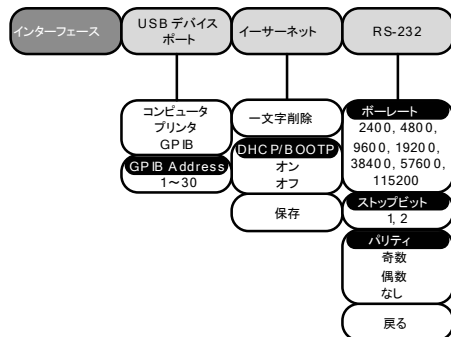 インターフェース
USB デバイス
ポート
イーサーネット
RS-232
コンピュータ
プリンタ
GPIB
GPIB Address
1～30
一文字削除
DHCP/BOOTP
オン
オフ
保存
ボーレート
2400, 4800,
9600, 19200,
38400, 57600,
115200
ストップビット
1, 2
パリティ
奇数
偶数
なし
戻る